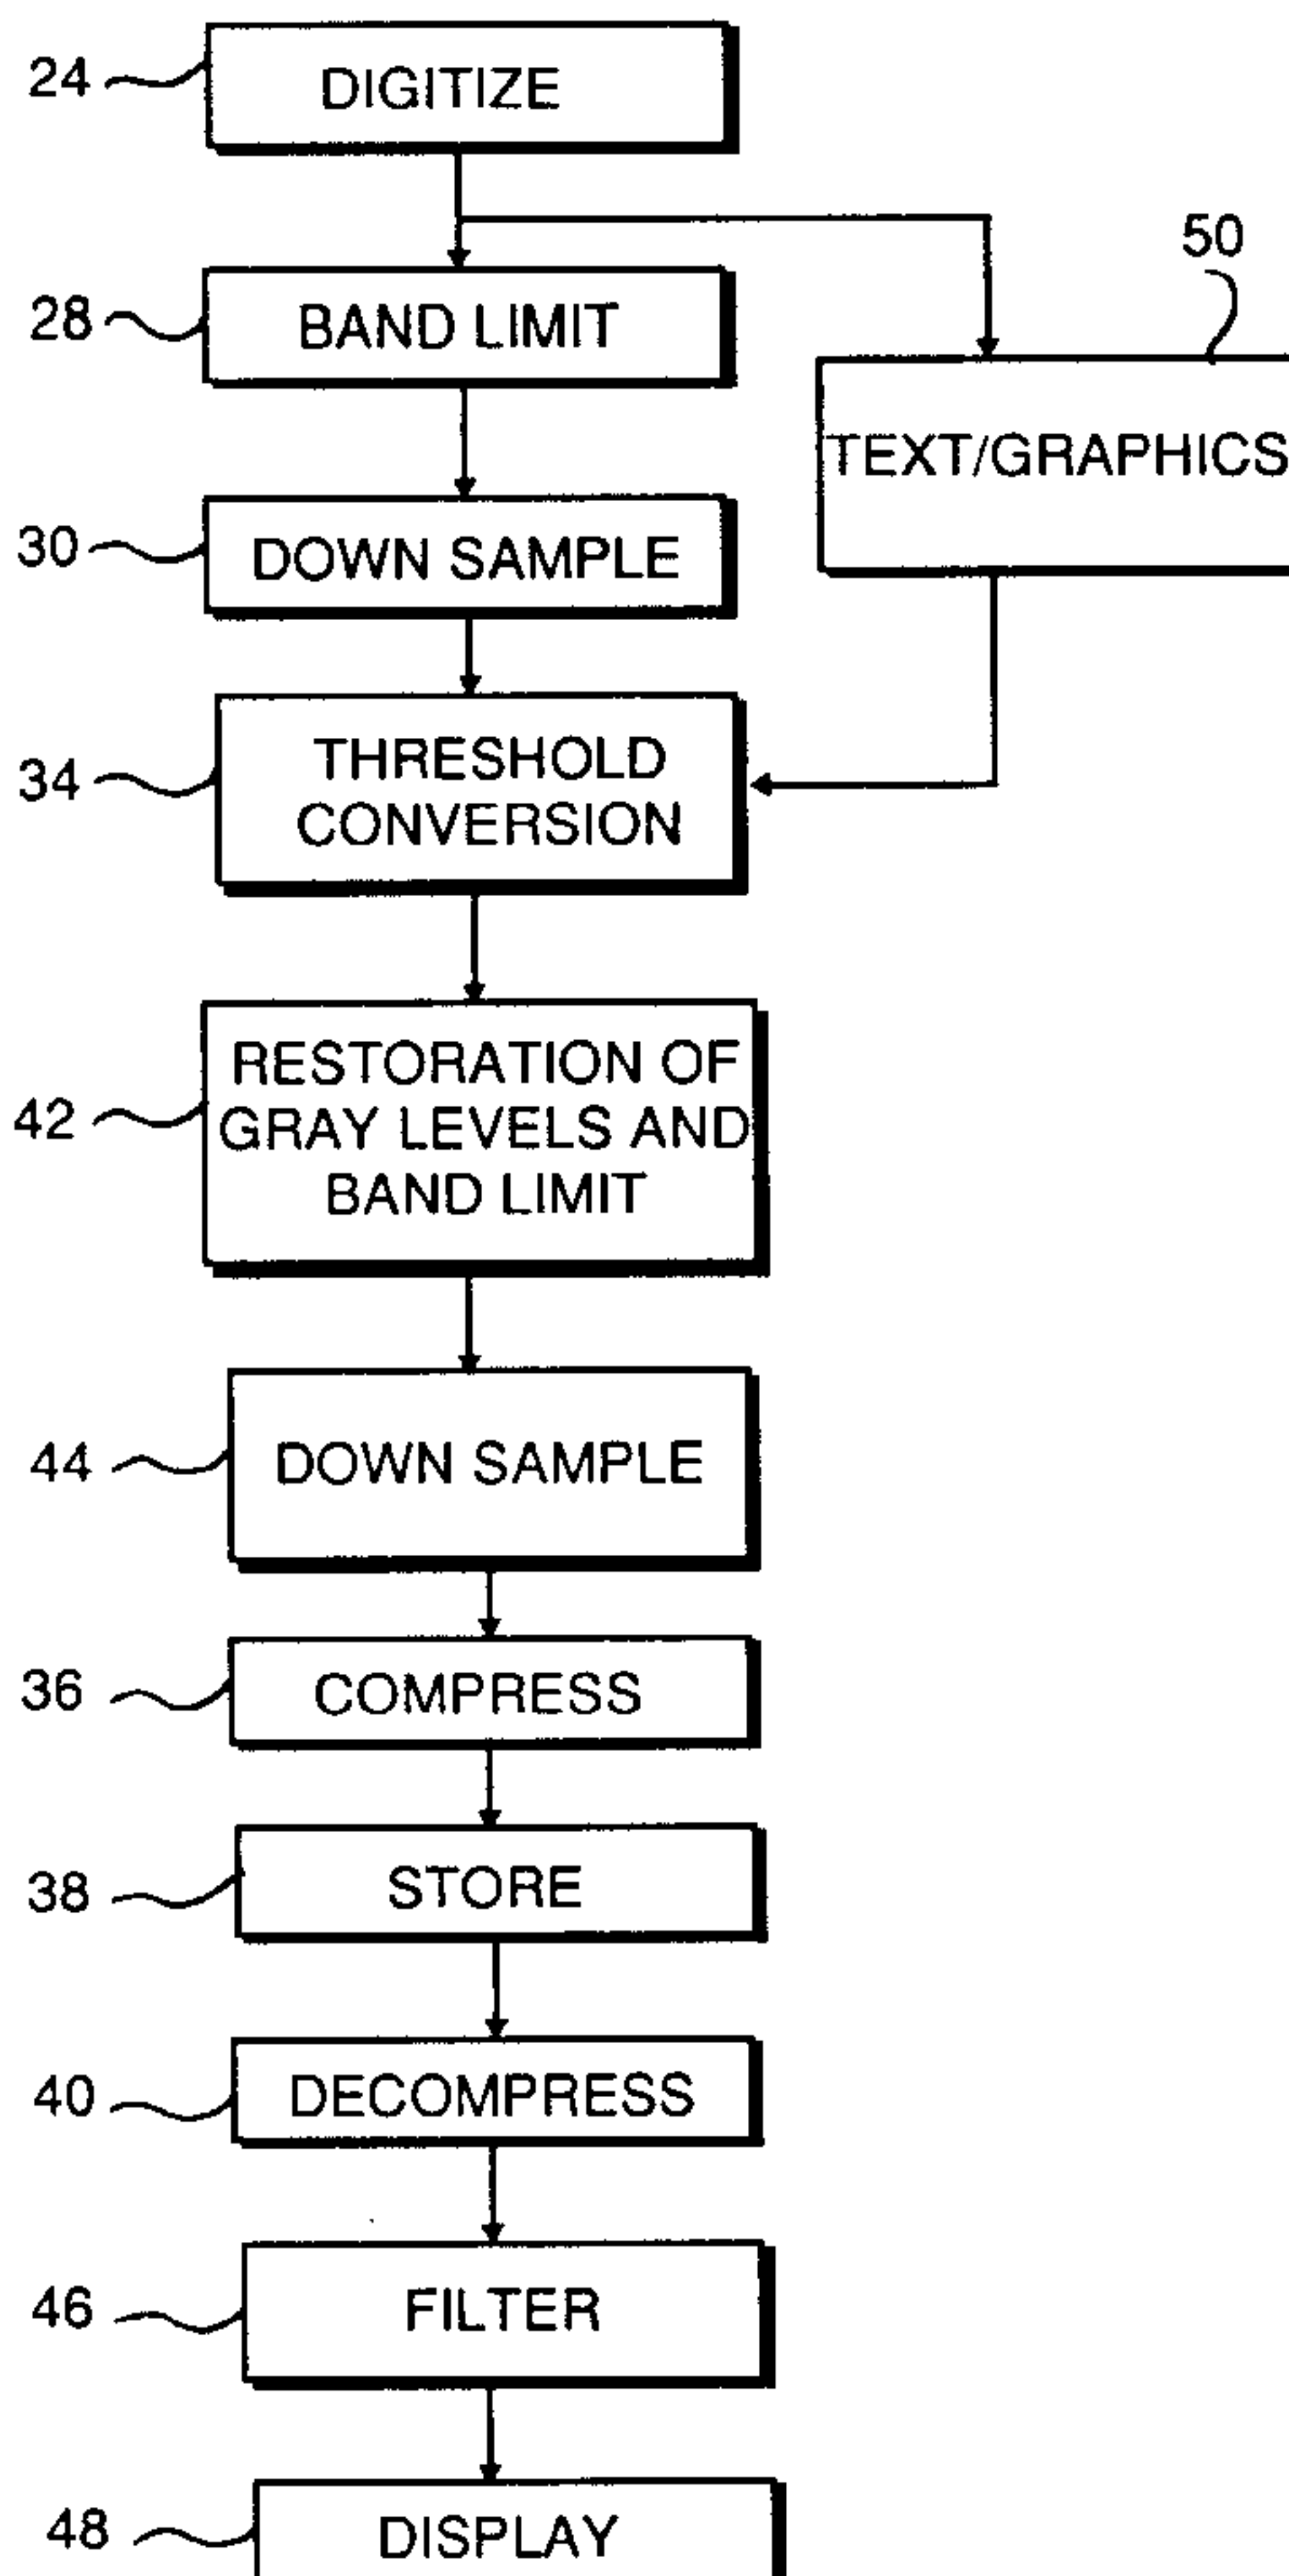 24
DIGITIZE
50
28
BAND LIMIT
TEXT/GRAPHICS
30
DOWN SAMPLE
34
THRESHOLD
CONVERSION
42
RESTORATION OF
GRAY LEVELS AND
BAND LIMIT
44
DOWN SAMPLE
36
COMPRESS
38
STORE
40
DECOMPRESS
46
FILTER
48
DISPLAY